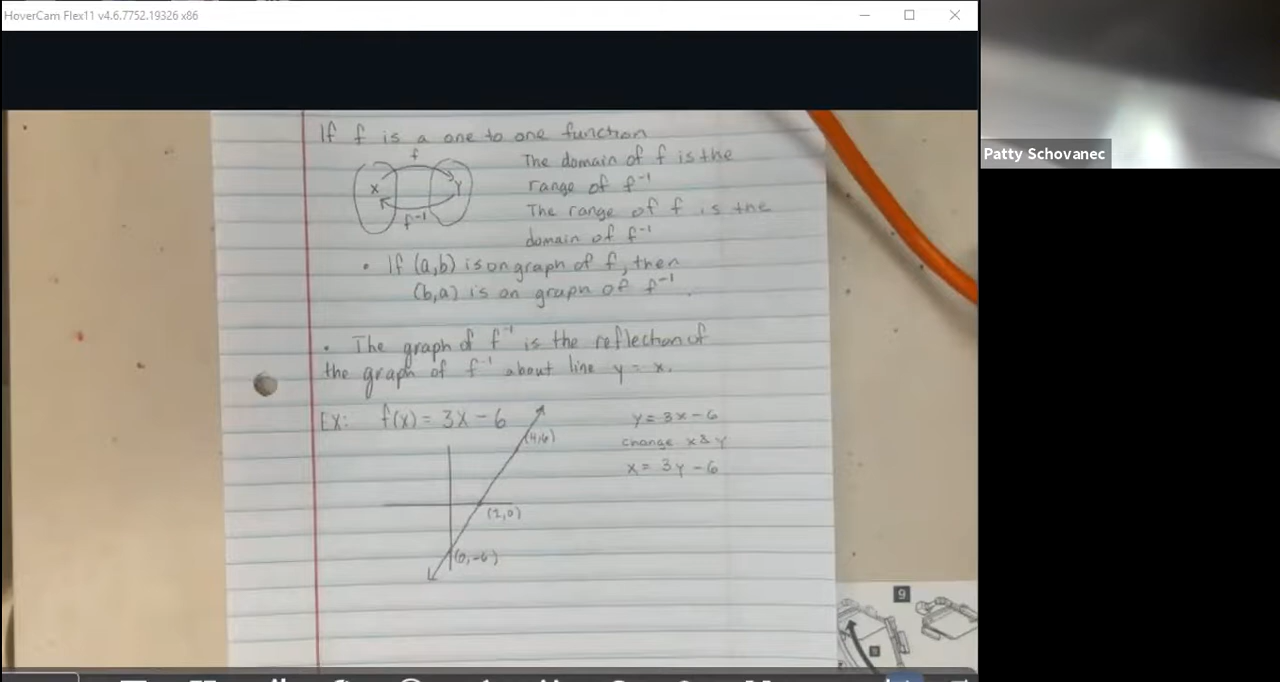 HoverCam Flex11 v4.6.7752.19326 x86
Patty Schovanec
If f is a one to one function
f
x
y
f⁻¹
The domain of f is the
range of f⁻¹
The range of f is the
domain of f⁻¹
• If (a,b) is on graph of f, then
(b,a) is on graph of f⁻¹.
• The graph of f⁻¹ is the reflection of
the graph of f⁻¹ about line y = x.
Ex: f(x) = 3x - 6
(4,6)
(2,0)
(0,-6)
y = 3x - 6
change x & y
x = 3y - 6
9